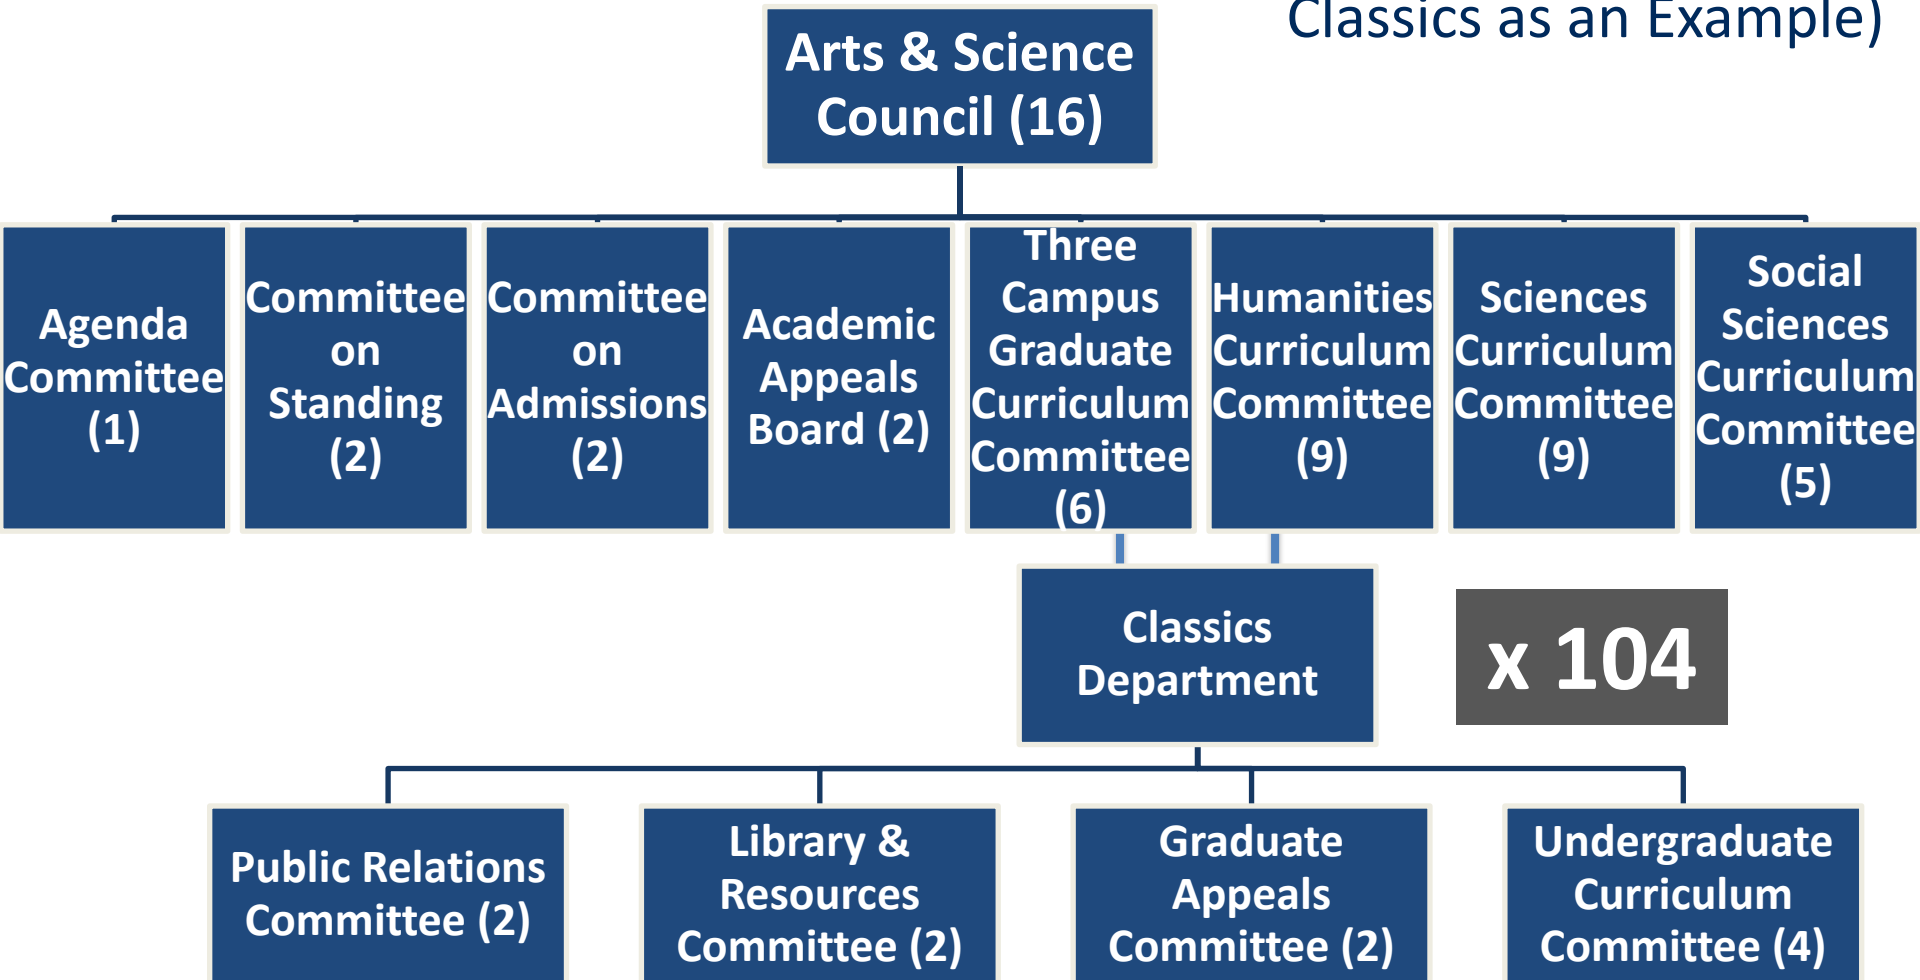 Classics as an Example)
Arts & Science
Council (16)
Agenda
Committee
(1)
Committee
on
Standing
(2)
Committee
on
Admissions
(2)
Academic
Appeals
Board (2)
Three
Campus
Graduate
Curriculum
Committee
(6)
Humanities
Curriculum
Committee
(9)
Sciences
Curriculum
Committee
(9)
Social
Sciences
Curriculum
Committee
(5)
Classics
Department
x 104
Public Relations
Committee (2)
Library &
Resources
Committee (2)
Graduate
Appeals
Committee (2)
Undergraduate
Curriculum
Committee (4)